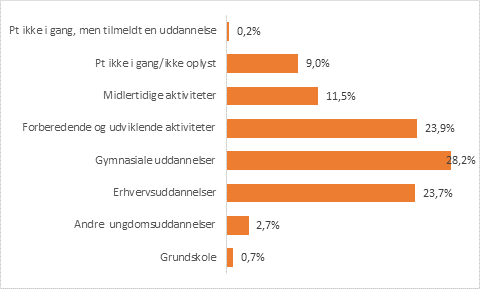 Pt ikke i gang, men tilmeldt en uddannelse 0,2%
Pt ikke i gang/ikke oplyst 9,0%
Midlertidige aktiviteter 11,5%
Forberedende og udviklende aktiviteter 23,9%
Gymnasiale uddannelser 28,2%
Erhvervsuddannelser 23,7%
Andre ungdomsuddannelser 2,7%
Grundskole 0,7%